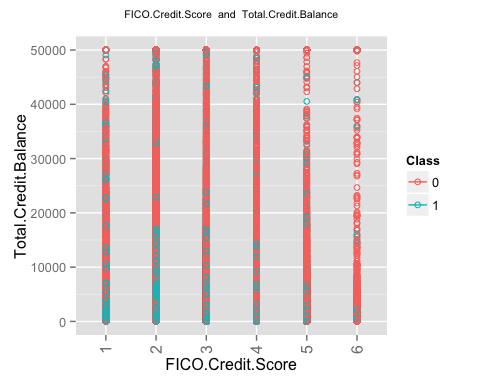 FICO.Credit.Score and Total.Credit.Balance
Total.Credit.Balance
50000
40000
30000
20000
10000
0
1 2 3 4 5 6
FICO.Credit.Score
Class
0
1